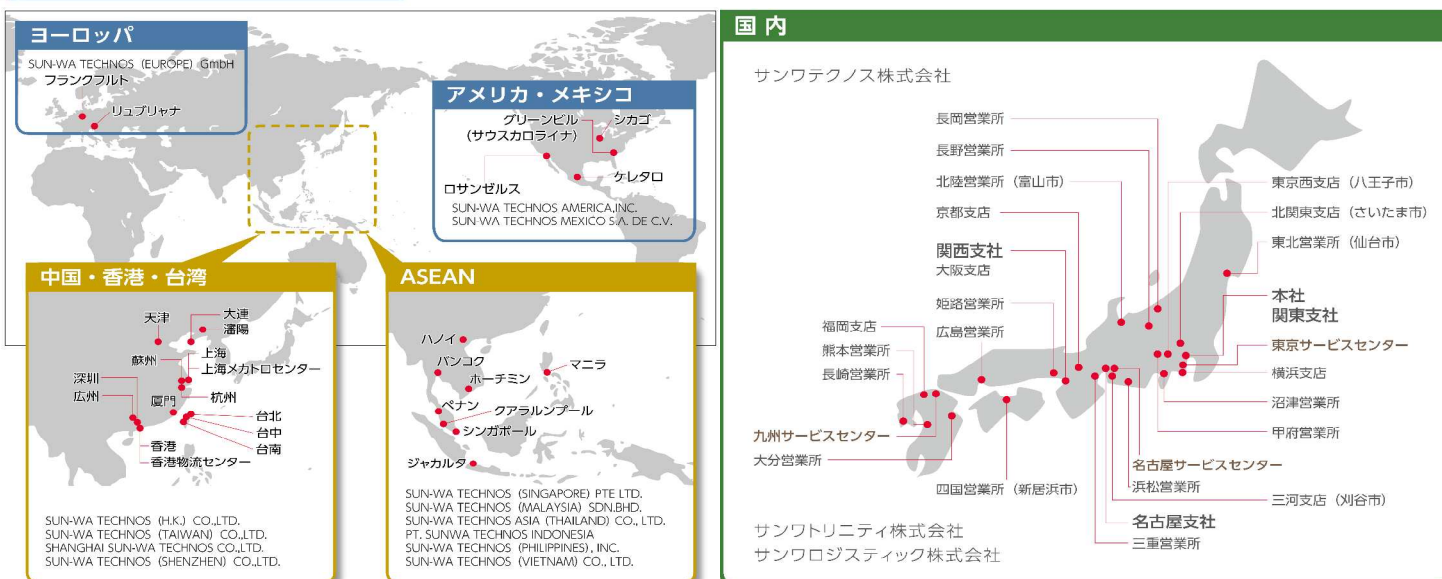 ヨーロッパ
SUN-WA TECHNOS (EUROPE) GmbH
フランクフルト
リュブリャナ
アメリカ・メキシコ
グリーンビル
(サウスカロライナ)
シカゴ
ロサンゼルス
ケレタロ
SUN-WA TECHNOS AMERICA,INC.
SUN-WA TECHNOS MEXICO S.A. DE C.V.
中国・香港・台湾
天津
大連
瀋陽
蘇州
上海
上海メカトロセンター
深圳
広州
厦門
杭州
台北
台中
台南
香港
香港物流センター
SUN-WA TECHNOS (H.K.) CO.,LTD.
SUN-WA TECHNOS (TAIWAN) CO.,LTD.
SHANGHAI SUN-WA TECHNOS CO.,LTD.
SUN-WA TECHNOS (SHENZHEN) CO.,LTD.
ASEAN
ハノイ
バンコク
マニラ
ホーチミン
ペナン
クアラルンプール
シンガポール
ジャカルタ
SUN-WA TECHNOS (SINGAPORE) PTE LTD.
SUN-WA TECHNOS (MALAYSIA) SDN.BHD.
SUN-WA TECHNOS ASIA (THAILAND) CO., LTD.
PT. SUNWA TECHNOS INDONESIA
SUN-WA TECHNOS (PHILIPPINES), INC.
SUN-WA TECHNOS (VIETNAM) CO., LTD.
国内
サンワテクノス株式会社
長岡営業所
長野営業所
北陸営業所（富山市）
京都支店
関西支社
大阪支店
姫路営業所
広島営業所
福岡支店
熊本営業所
長崎営業所
九州サービスセンター
大分営業所
四国営業所（新居浜市）
東京西支店（八王子市）
北関東支店（さいたま市）
東北営業所（仙台市）
本社
関東支社
東京サービスセンター
横浜支店
沼津営業所
甲府営業所
名古屋サービスセンター
浜松営業所
三河支店（刈谷市）
名古屋支社
三重営業所
サンワトリニティ株式会社
サンワロジスティック株式会社